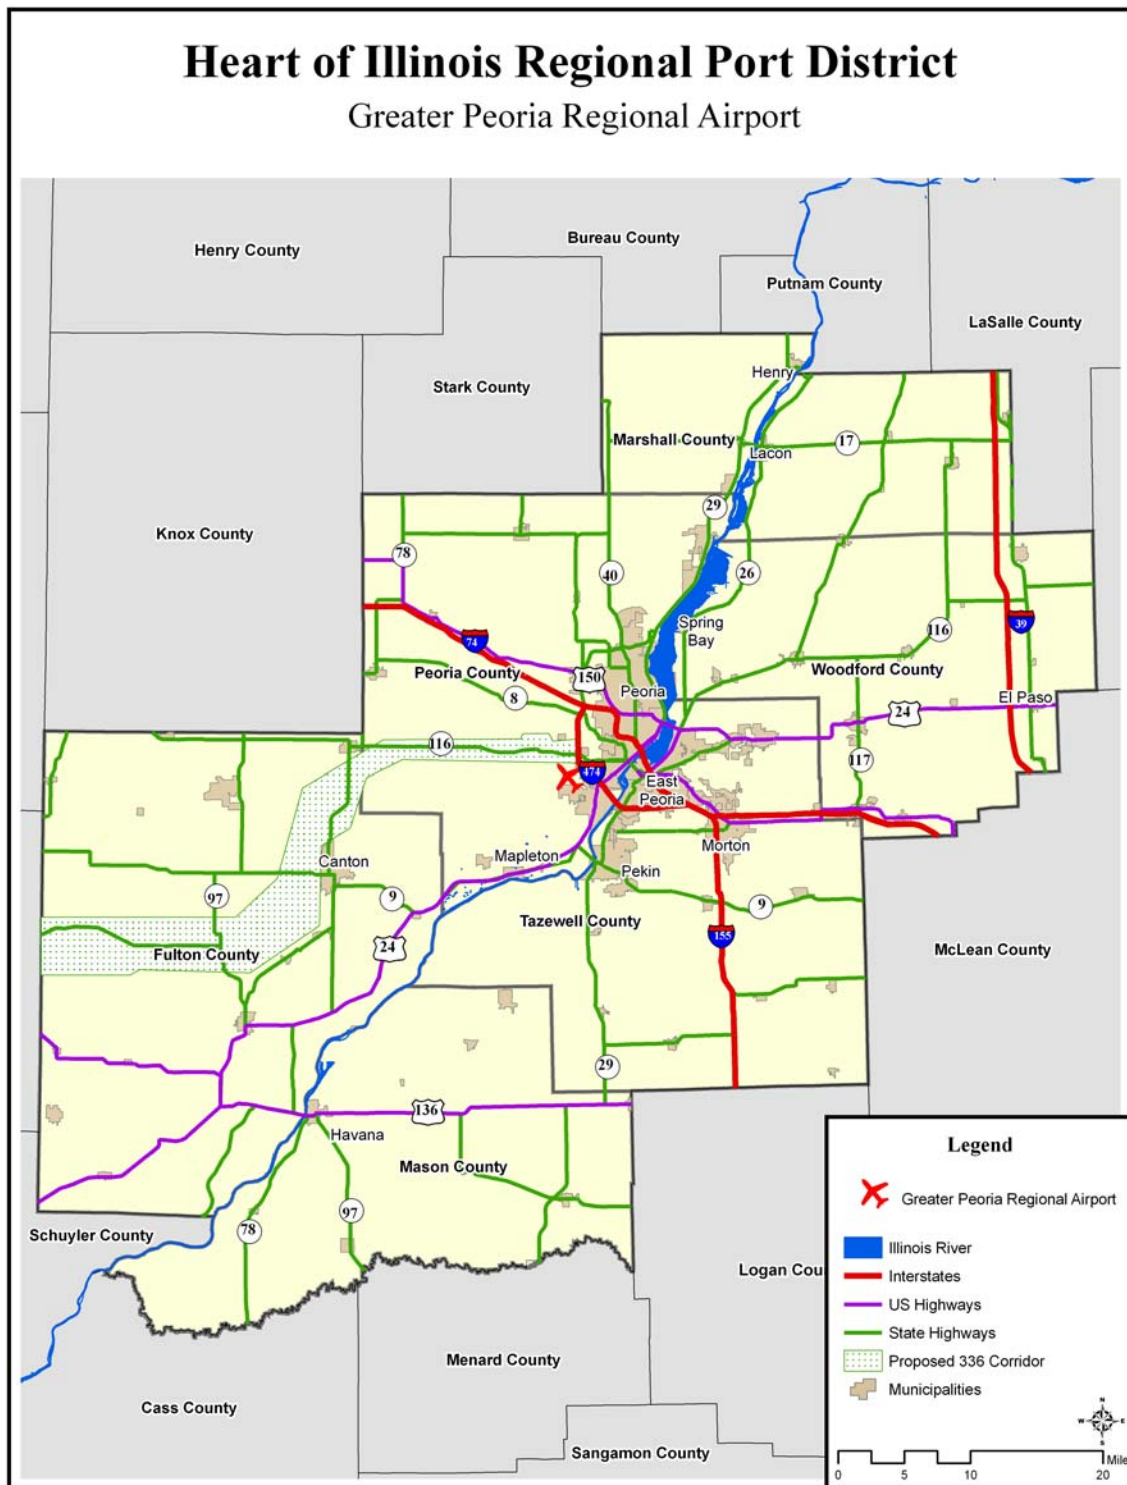 Heart of Illinois Regional Port District
Greater Peoria Regional Airport
Henry County
Bureau County
Putnam County
LaSalle County
Stark County
Henry
Marshall County
17
Lacon
29
Knox County
78
40
26
Spring
Bay
39
116
74
Peoria County
150
Woodford County
8
Peoria
El Paso
24
116
117
474
East
Peoria
Morton
Mapleton
Canton
Pekin
97
9
9
Tazewell County
24
155
Fulton County
McLean County
29
136
Havana
Mason County
97
78
Schuyler County
Logan Cou
Menard County
Cass County
Sangamon County
Legend
Greater Peoria Regional Airport
Illinois River
Interstates
US Highways
State Highways
Proposed 336 Corridor
Municipalities
N
W E
S
Mile
0 5 10 20